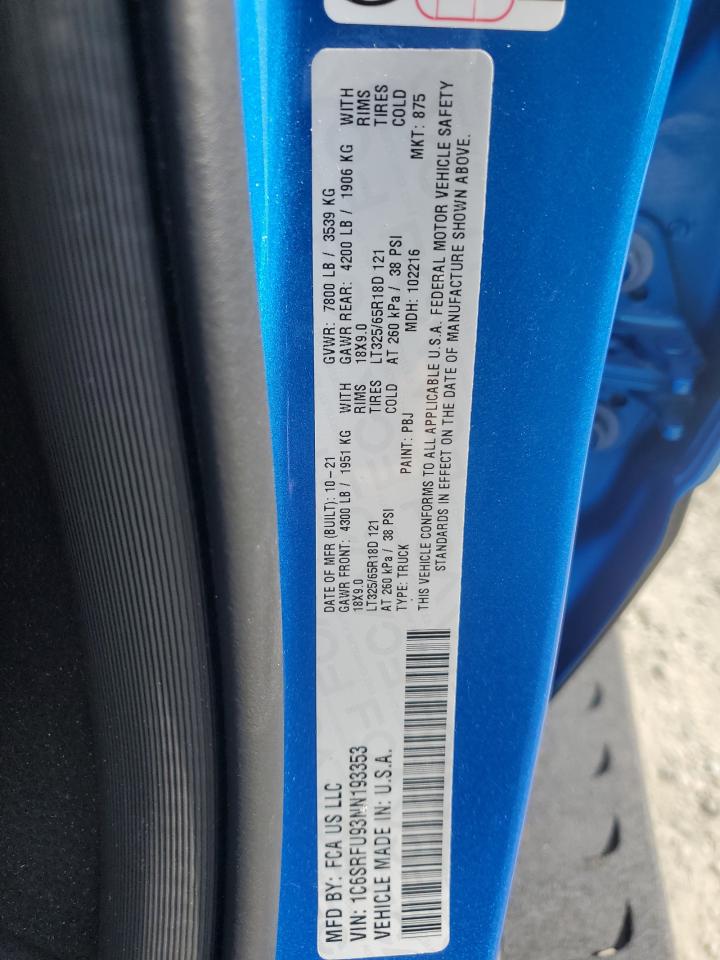 MFD BY: FCA US LLC
VIN: 1C6SRFU93NN193353
VEHICLE MADE IN: U.S.A.
DATE OF MFR (BUILT): 10-21 GVWR: 7800 LB / 3539 KG
GAWR FRONT: 4300 LB / 1951 KG WITH GAWR REAR: 4200 LB / 1906 KG WITH
18X9.0 RIMS 18X9.0 RIMS
LT325/65R18D 121 TIRES LT325/65R18D 121 TIRES
AT 260 kPa / 38 PSI COLD AT 260 kPa / 38 PSI COLD
TYPE: TRUCK PAINT: PBJ MDH: 102216 MKT: 875
THIS VEHICLE CONFORMS TO ALL APPLICABLE U.S.A. FEDERAL MOTOR VEHICLE SAFETY
STANDARDS IN EFFECT ON THE DATE OF MANUFACTURE SHOWN ABOVE.